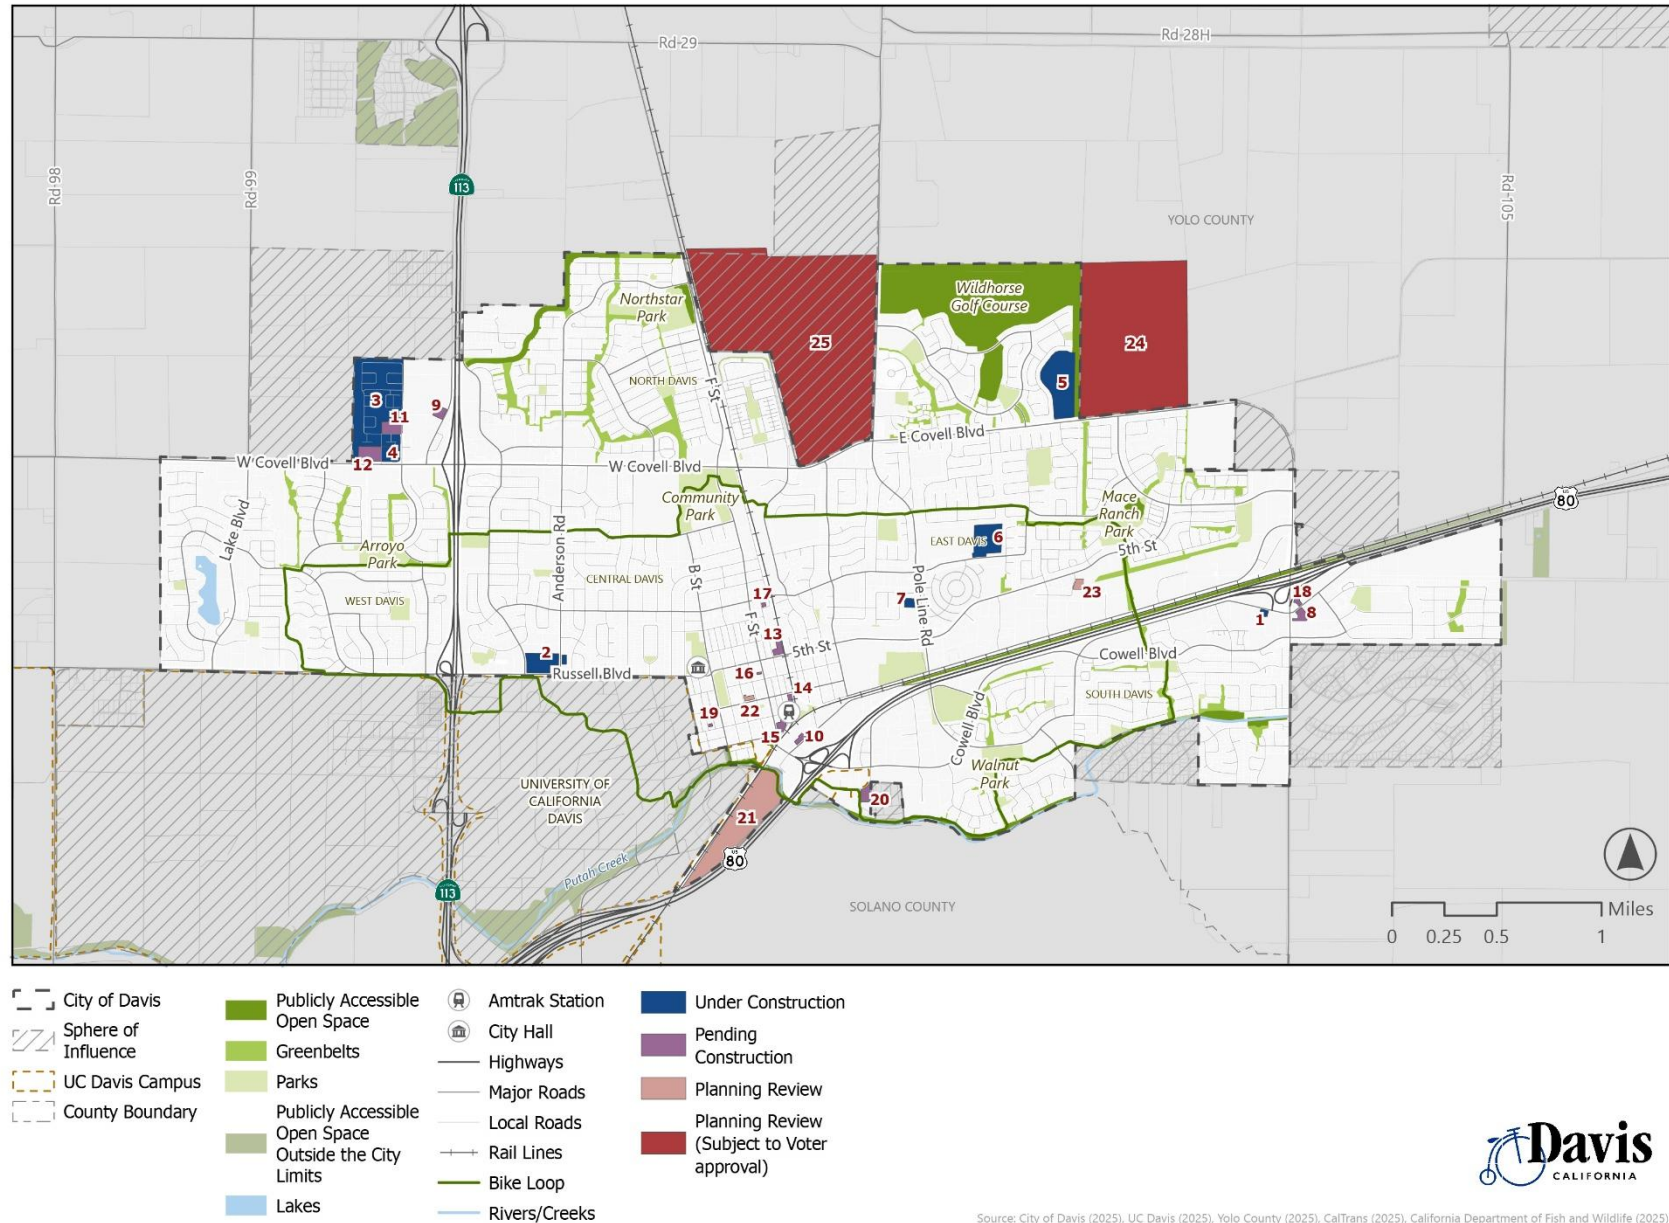 Rd 29
Rd 28H
Rd 98
Rd 99
113
Rd 105
YOLO COUNTY
Wildhorse
Golf Course
Northstar
Park
25
24
NORTH DAVIS
F St
5
3
11
9
4
12
W Covell Blvd
W Covell Blvd
E Covell Blvd
80
Community
Park
Mace
Ranch
Park
Lake Blvd
Arroyo
Park
Anderson Rd
EAST DAVIS
6
5th St
CENTRAL DAVIS
B St
WEST DAVIS
17
7
Pole Line Rd
23
18
8
1
F St
13
5th St
2
Russell Blvd
16
14
Cowell Blvd
SOUTH DAVIS
19
22
15
10
Cowell Blvd
Walnut
Park
UNIVERSITY OF
CALIFORNIA
DAVIS
20
21
US
80
Putah Creek
113
SOLANO COUNTY
Miles
0 0.25 0.5 1
City of Davis
Sphere of
Influence
UC Davis Campus
County Boundary
Publicly Accessible
Open Space
Greenbelts
Parks
Publicly Accessible
Open Space
Outside the City
Limits
Lakes
Amtrak Station
City Hall
Highways
Major Roads
Local Roads
Rail Lines
Bike Loop
Rivers/Creeks
Under Construction
Pending
Construction
Planning Review
Planning Review
(Subject to Voter
approval)
Davis
CALIFORNIA
Source: City of Davis (2025), UC Davis (2025), Yolo County (2025), CalTrans (2025), California Department of Fish and Wildlife (2025)